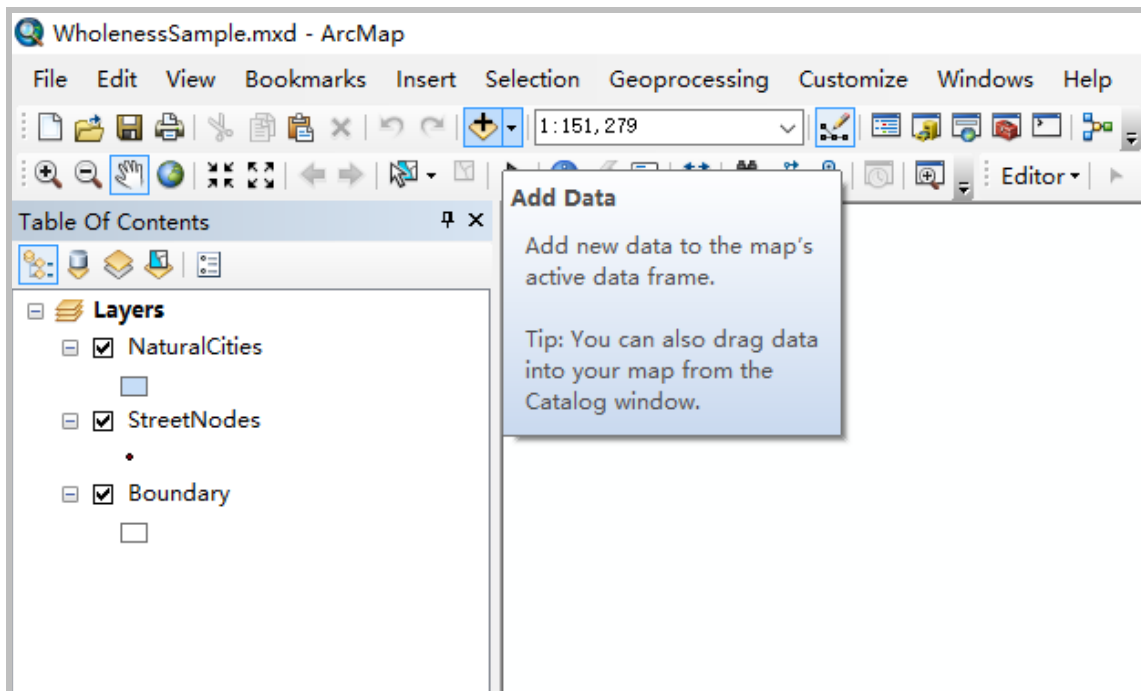 WholenessSample.mxd - ArcMap
File Edit View Bookmarks Insert Selection Geoprocessing Customize Windows Help
1:151,279
Editor
Table Of Contents
Add Data
Add new data to the map's
active data frame.
Tip: You can also drag data
into your map from the
Catalog window.
Layers
NaturalCities
StreetNodes
Boundary